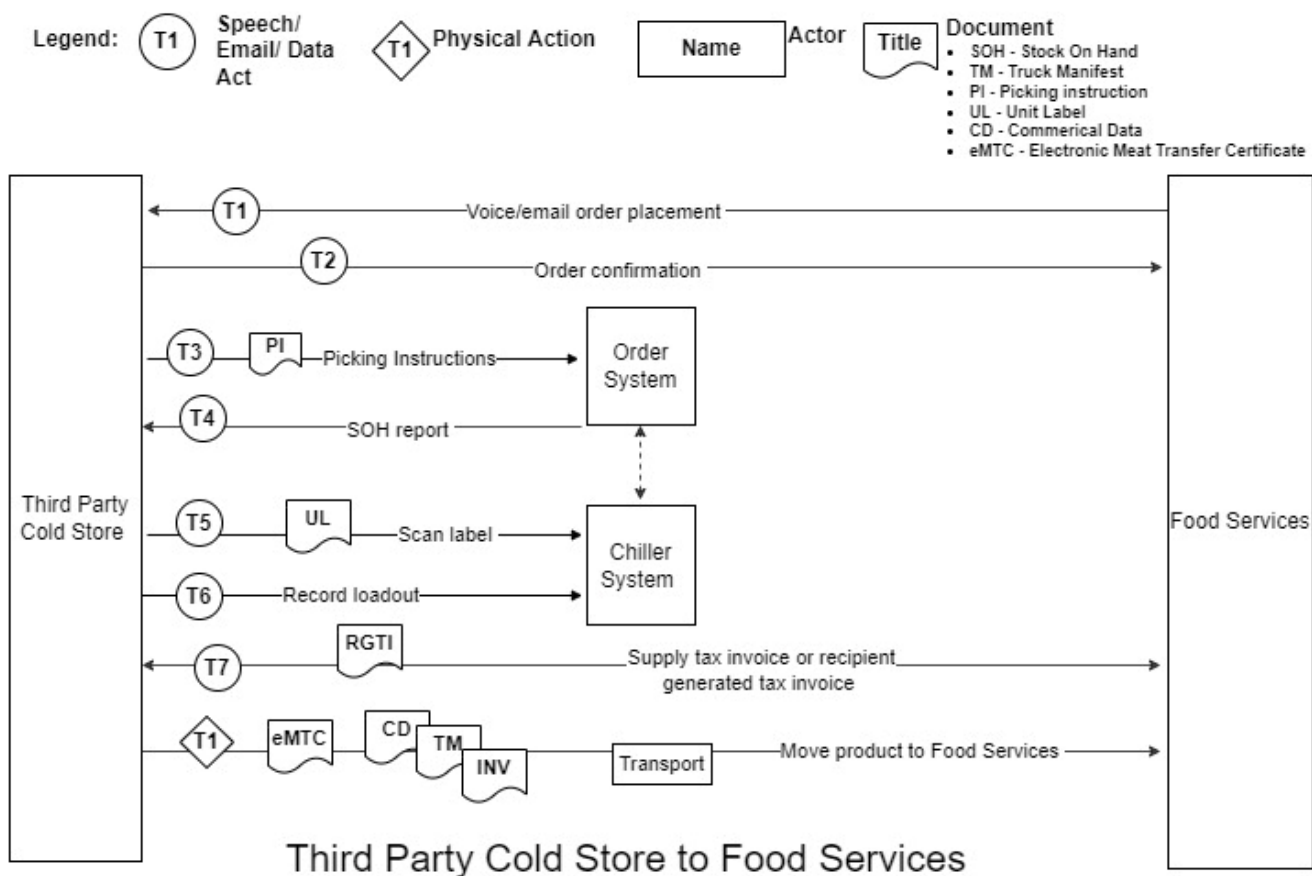 Legend:
T1
Speech/
Email/ Data
Act
T1
Physical Action
Name
Actor
Title
Document
• SOH - Stock On Hand
• TM - Truck Manifest
• PI - Picking instruction
• UL - Unit Label
• CD - Commerical Data
• eMTC - Electronic Meat Transfer Certificate
T1
Voice/email order placement
T2
Order confirmation
T3
PI
Picking Instructions
Order
System
T4
SOH report
Third Party
Cold Store
Food Services
T5
UL
Scan label
Chiller
System
T6
Record loadout
T7
RGTI
Supply tax invoice or recipient
generated tax invoice
T1
eMTC
CD
TM
INV
Transport
Move product to Food Services
Third Party Cold Store to Food Services